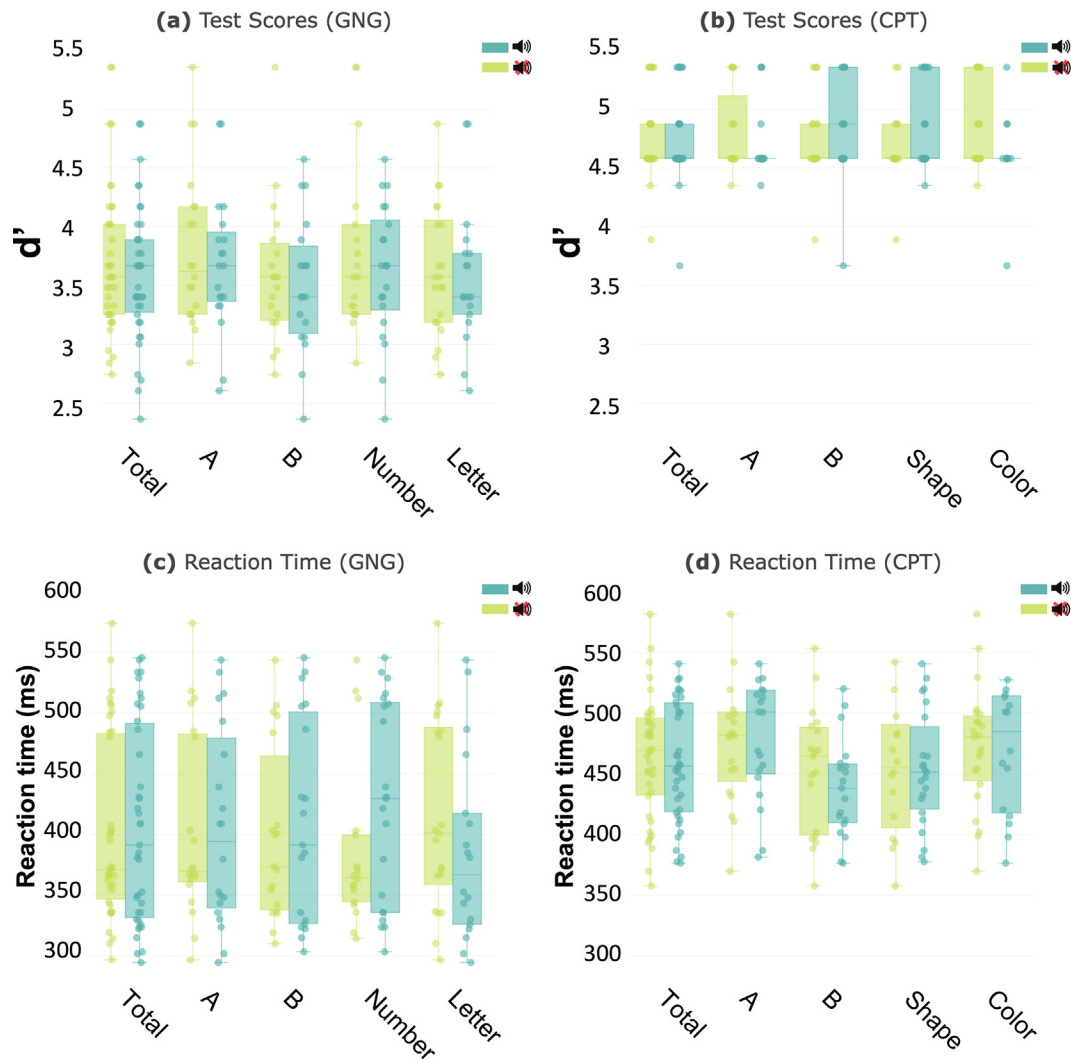 (a) Test Scores (GNG)
5.5
5
4.5
4
3.5
3
2.5
d’
Total
A
B
Number
Letter
(b) Test Scores (CPT)
5.5
5
4.5
4
3.5
3
2.5
d’
Total
A
B
Shape
Color
(c) Reaction Time (GNG)
600
550
500
450
400
350
300
Reaction time (ms)
Total
A
B
Number
Letter
(d) Reaction Time (CPT)
600
550
500
450
400
350
300
Reaction time (ms)
Total
A
B
Shape
Color